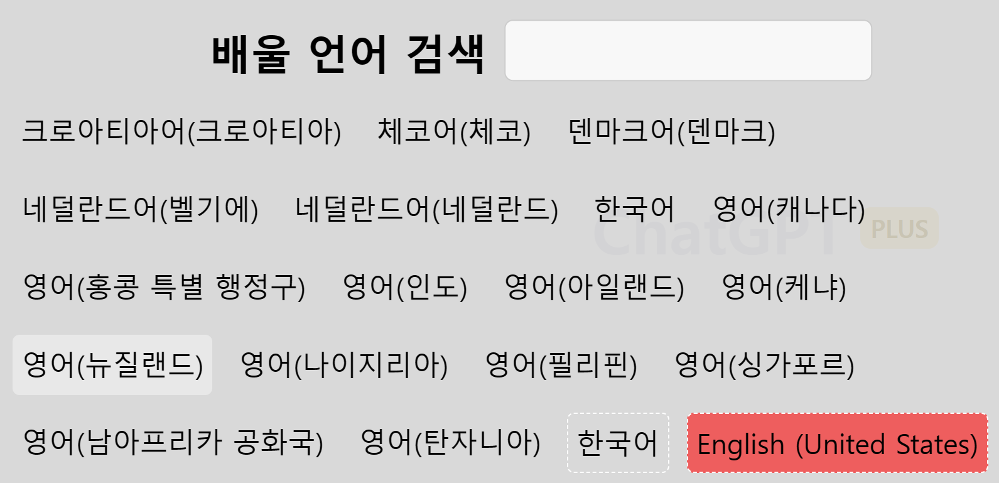 배울 언어 검색
크로아티아어(크로아티아) 체코어(체코) 덴마크어(덴마크)
네덜란드어(벨기에) 네덜란드어(네덜란드) 한국어 영어(캐나다)
ChatGPT PLUS
영어(홍콩 특별 행정구) 영어(인도) 영어(아일랜드) 영어(케냐)
영어(뉴질랜드) 영어(나이지리아) 영어(필리핀) 영어(싱가포르)
영어(남아프리카 공화국) 영어(탄자니아) 한국어 English (United States)